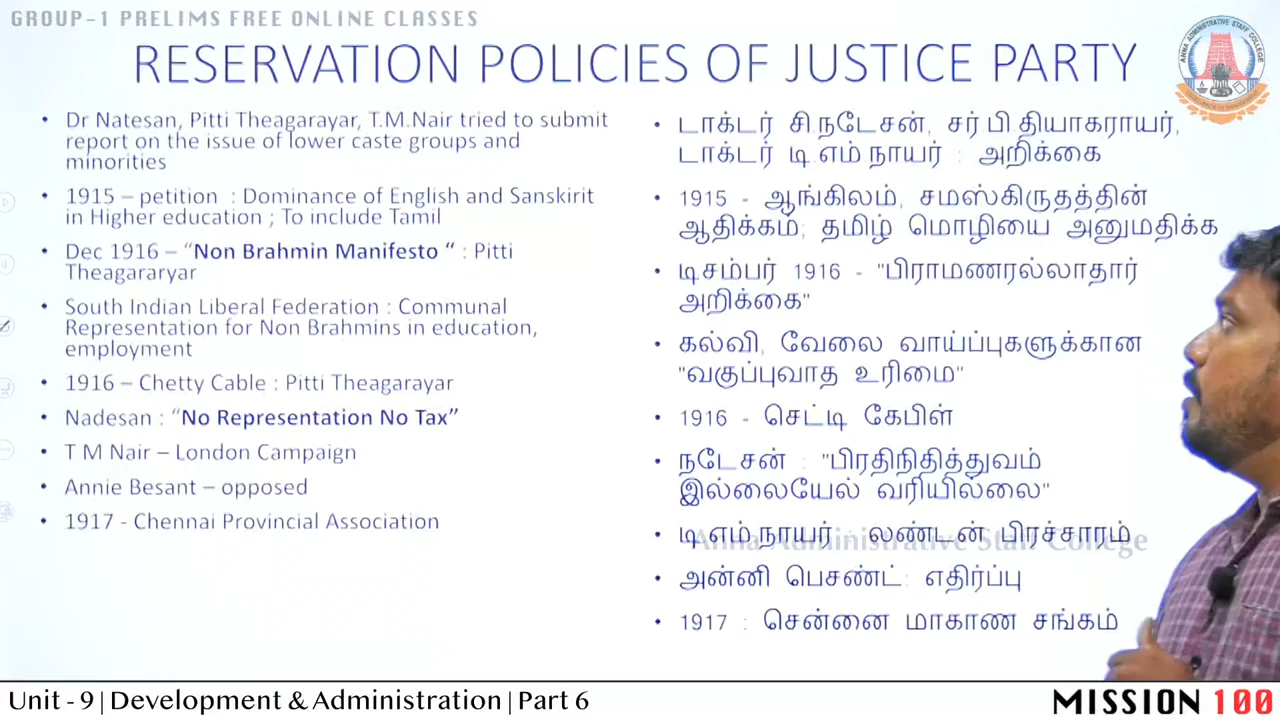 GROUP-1 PRELIMS FREE ONLINE CLASSES
RESERVATION POLICIES OF JUSTICE PARTY
• Dr Natesan, Pitti Theagarayar, T.M.Nair tried to submit
report on the issue of lower caste groups and
minorities
• 1915 – petition : Dominance of English and Sanskirit
in Higher education ; To include Tamil
• Dec 1916 – “Non Brahmin Manifesto “ : Pitti
Theagararyar
• South Indian Liberal Federation : Communal
Representation for Non Brahmins in education,
employment
• 1916 – Chetty Cable : Pitti Theagarayar
• Nadesan : “No Representation No Tax”
• T M Nair – London Campaign
• Annie Besant – opposed
• 1917 - Chennai Provincial Association
• டாக்டர் சி.நடேசன், சர் பி தியாகராயர்,
டாக்டர் டி.எம்.நாயர் : அறிக்கை
• 1915 - ஆங்கிலம், சமஸ்கிருதத்தின்
ஆதிக்கம்; தமிழ் மொழியை அனுமதிக்க
• டிசம்பர் 1916 - "பிராமணரல்லாதார்
அறிக்கை"
• கல்வி, வேலை வாய்ப்புகளுக்கான
"வகுப்புவாத உரிமை"
• 1916 - செட்டி கேபிள்
• நடேசன் : "பிரதிநிதித்துவம்
இல்லையேல் வரியில்லை"
• டி.எம்.நாயர் லண்டன் பிரச்சாரம்
Anna Administrative Staff College
• அன்னி பெசண்ட்: எதிர்ப்பு
• 1917 : சென்னை மாகாண சங்கம்
ANNA ADMINISTRATIVE STAFF COLLEGE
Unit - 9 | Development & Administration | Part 6
MISSION 100